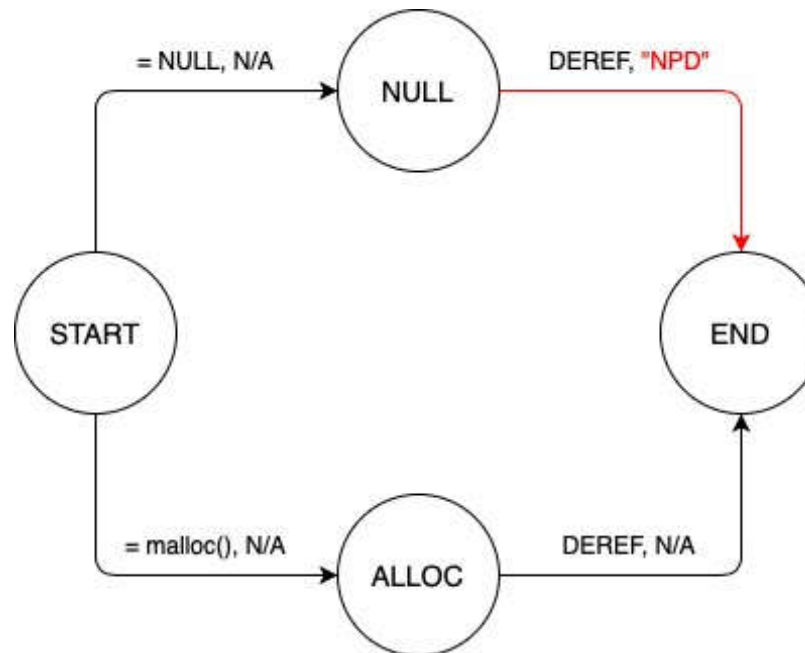 = NULL, N/A
NULL
DEREF, "NPD"
START
END
= malloc(), N/A
ALLOC
DEREF, N/A